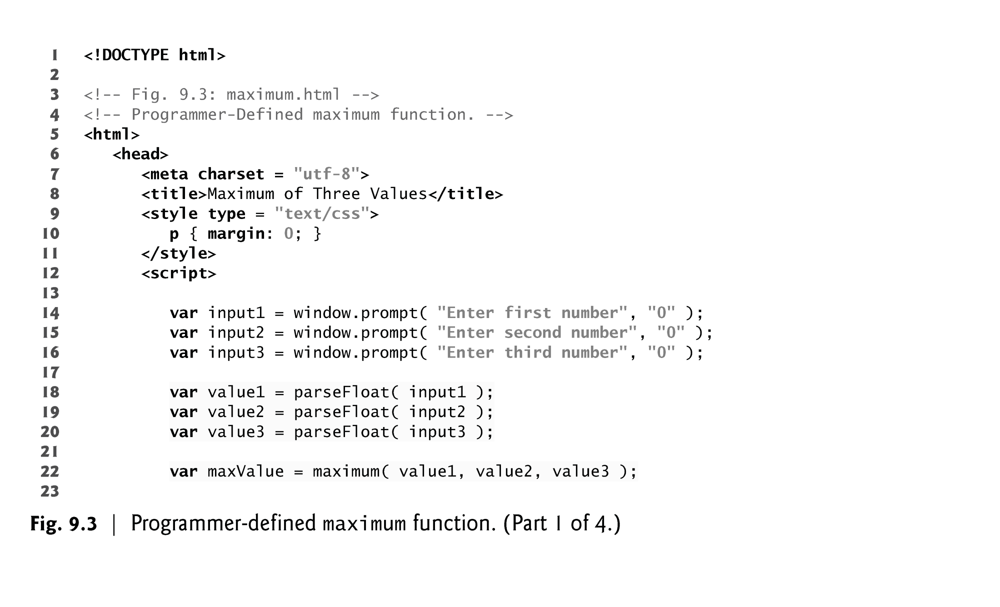 1 <!DOCTYPE html>
2
3 <!-- Fig. 9.3: maximum.html -->
4 <!-- Programmer-Defined maximum function. -->
5 <html>
6    <head>
7       <meta charset = "utf-8">
8       <title>Maximum of Three Values</title>
9       <style type = "text/css">
10         p { margin: 0; }
11      </style>
12      <script>
13
14         var input1 = window.prompt( "Enter first number", "0" );
15         var input2 = window.prompt( "Enter second number", "0" );
16         var input3 = window.prompt( "Enter third number", "0" );
17
18         var value1 = parseFloat( input1 );
19         var value2 = parseFloat( input2 );
20         var value3 = parseFloat( input3 );
21
22         var maxValue = maximum( value1, value2, value3 );
23
Fig. 9.3 | Programmer-defined maximum function. (Part 1 of 4.)